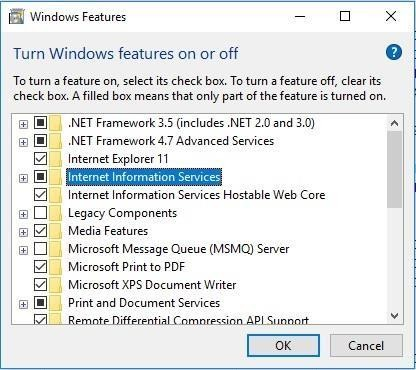 Windows Features
Turn Windows features on or off
?
To turn a feature on, select its check box. To turn a feature off, clear its
check box. A filled box means that only part of the feature is turned on.
.NET Framework 3.5 (includes .NET 2.0 and 3.0)
.NET Framework 4.7 Advanced Services
Internet Explorer 11
Internet Information Services
Internet Information Services Hostable Web Core
Legacy Components
Media Features
Microsoft Message Queue (MSMQ) Server
Microsoft Print to PDF
Microsoft XPS Document Writer
Print and Document Services
Remote Differential Compression API Support
OK Cancel